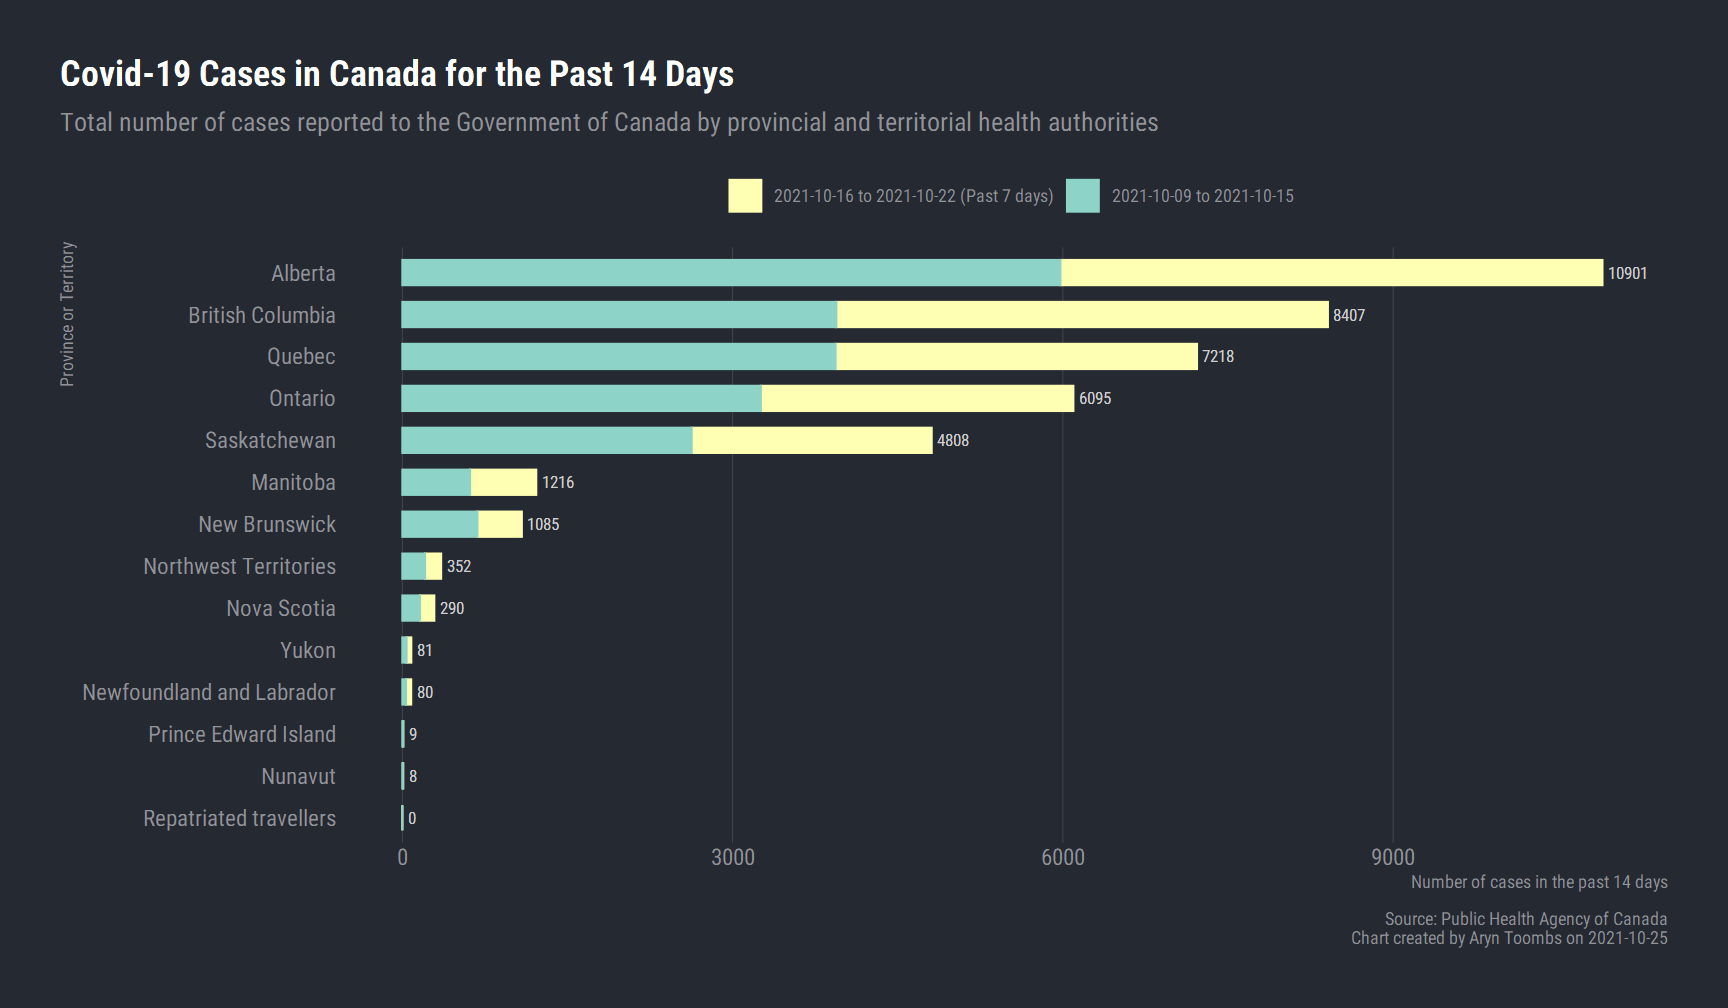 Covid-19 Cases in Canada for the Past 14 Days
Total number of cases reported to the Government of Canada by provincial and territorial health authorities
2021-10-16 to 2021-10-22 (Past 7 days) 2021-10-09 to 2021-10-15
Province or Territory
Alberta 10901
British Columbia 8407
Quebec 7218
Ontario 6095
Saskatchewan 4808
Manitoba 1216
New Brunswick 1085
Northwest Territories 352
Nova Scotia 290
Yukon 81
Newfoundland and Labrador 80
Prince Edward Island 9
Nunavut 8
Repatriated travellers 0
0 3000 6000 9000
Number of cases in the past 14 days
Source: Public Health Agency of Canada
Chart created by Aryn Toombs on 2021-10-25